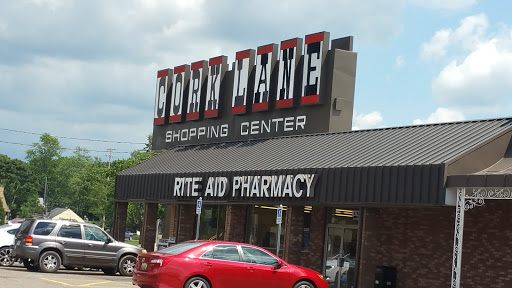 CORK LANE
SHOPPING CENTER
RITE AID PHARMACY